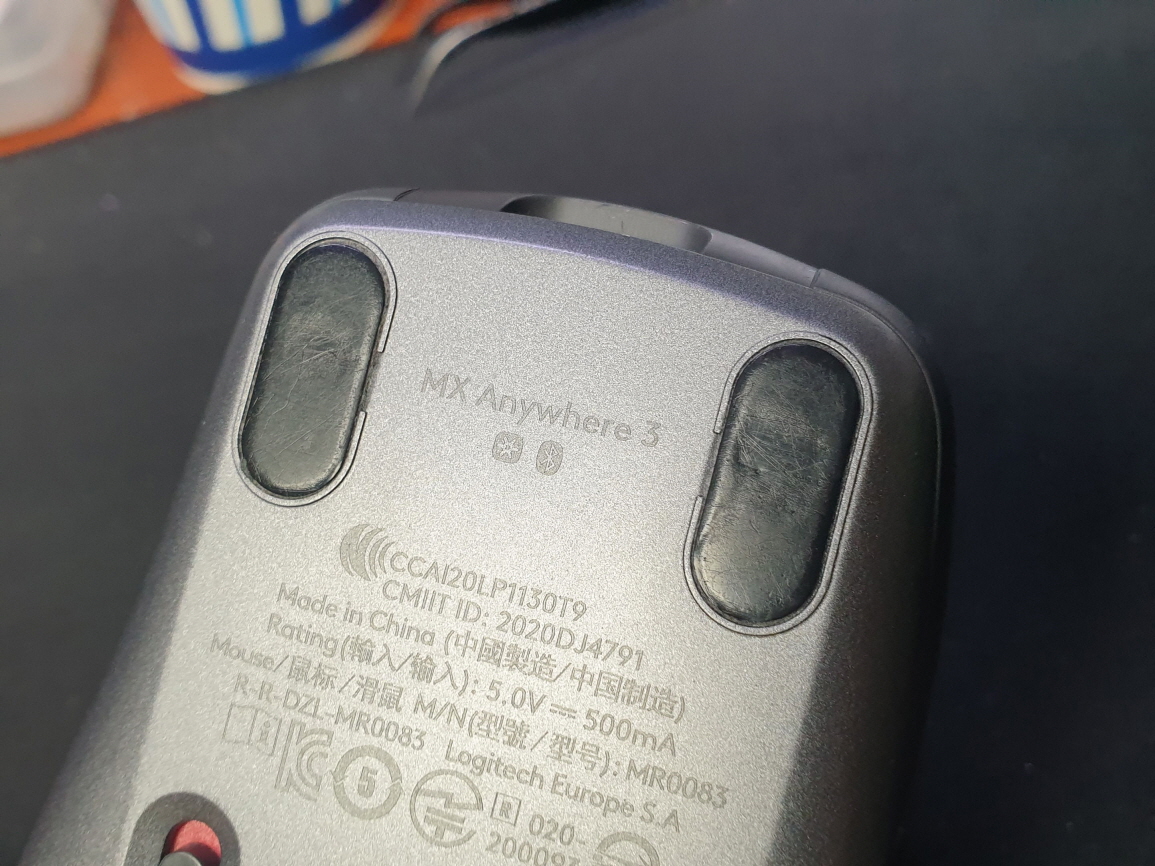 MX Anywhere 3
CCAI20LP1130T9
CMIIT ID: 2020DJ4791
Made in China (中國製造/中国制造)
Rating(輸入/输入): 5.0V ⎓ 500mA
Mouse/鼠标/滑鼠 M/N(型號/型号): MR0083
R-R-DZL-MR0083 Logitech Europe S.A
5
R 020-